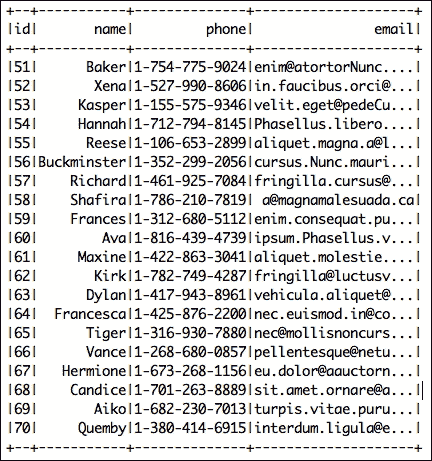 +--+-----------+--------------+--------------------+
|id|       name|         phone|               email|
+--+-----------+--------------+--------------------+
|51|      Baker|1-754-775-9024|enim@atortorNunc....|
|52|       Xena|1-527-990-8606|in.faucibus.orci@...|
|53|     Kasper|1-155-575-9346|velit.eget@pedeCu...|
|54|     Hannah|1-712-794-8145|Phasellus.libero....|
|55|      Reese|1-106-653-2899|aliquet.magna.a@l...|
|56|Buckminster|1-352-299-2056|cursus.Nunc.mauri...|
|57|    Richard|1-461-925-7084|fringilla.cursus@...|
|58|    Shafira|1-786-210-7819| a@magnamalesuada.ca|
|59|    Frances|1-312-680-5112|enim.consequat.pu...|
|60|        Ava|1-816-439-4739|ipsum.Phasellus.v...|
|61|     Maxine|1-422-863-3041|aliquet.molestie....|
|62|       Kirk|1-782-749-4287|fringilla@luctusv...|
|63|      Dylan|1-417-943-8961|vehicula.aliquet@...|
|64|  Francesca|1-425-876-2200|nec.euismod.in@co...|
|65|      Tiger|1-316-930-7880|nec@mollisnoncurs...|
|66|      Vance|1-268-680-0857|pellentesque@netu...|
|67|   Hermione|1-673-268-1156|eu.dolor@aauctorn...|
|68|    Candice|1-701-263-8889|sit.amet.ornare@a...|
|69|       Aiko|1-682-230-7013|turpis.vitae.puru...|
|70|     Quemby|1-380-414-6915|interdum.ligula@e...|
+--+-----------+--------------+--------------------+